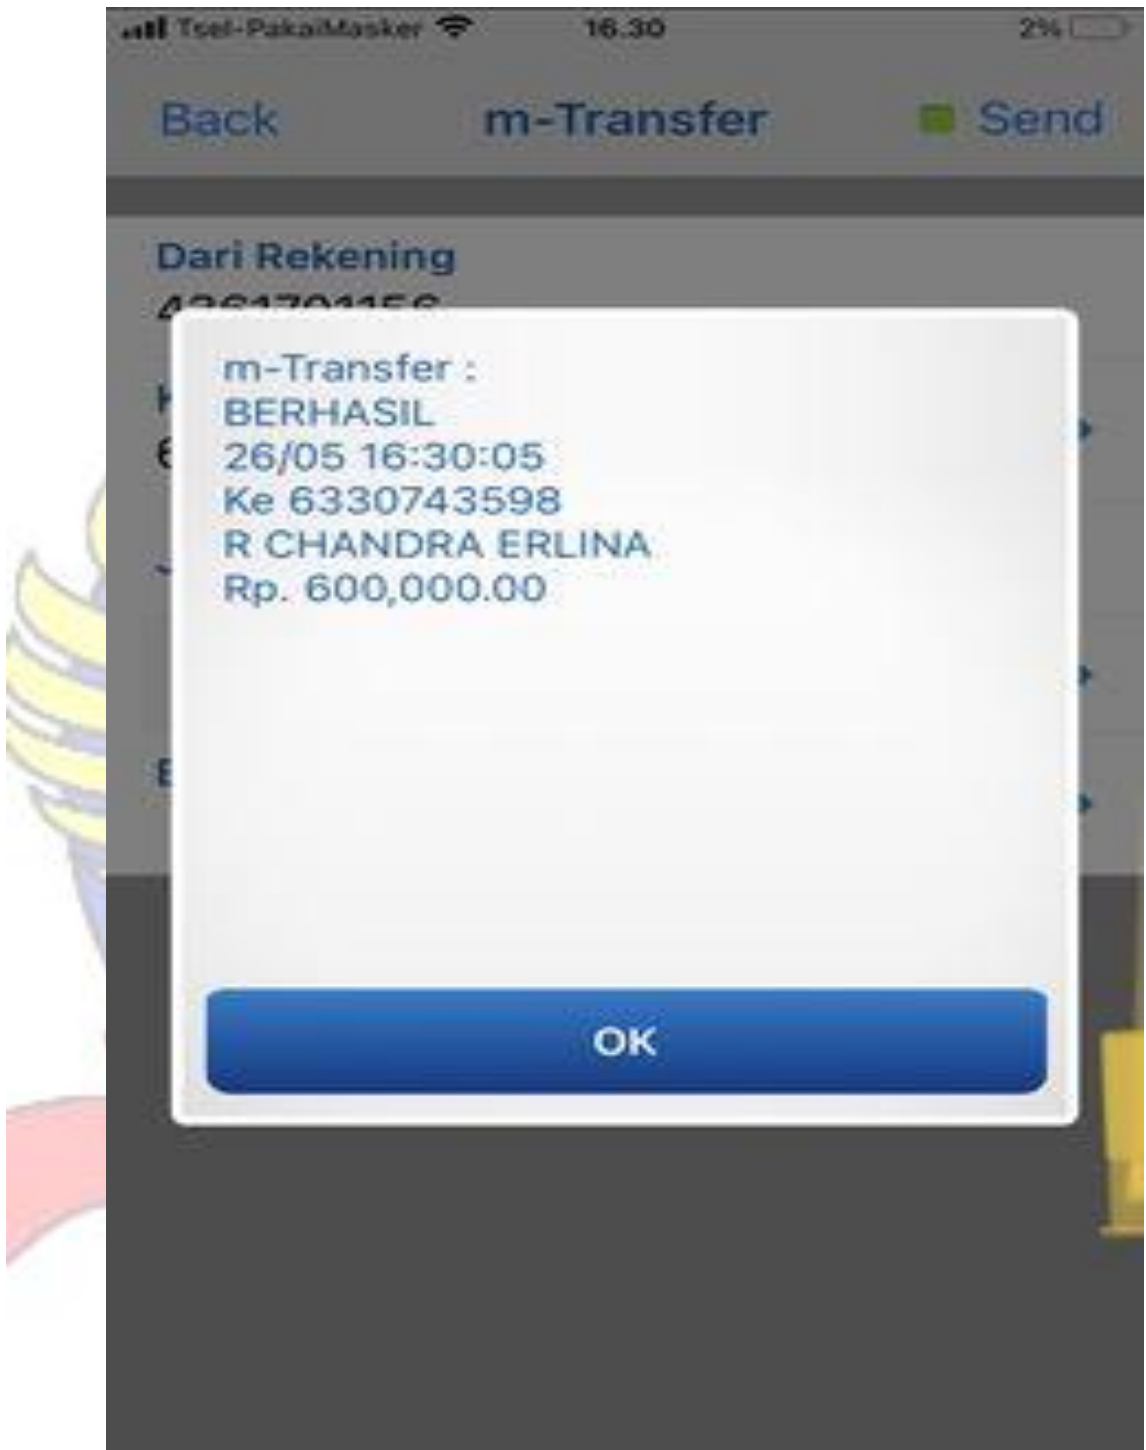 Tsel-PakaiMasker 16.30 2%
Back m-Transfer Send
Dari Rekening
4361701156
m-Transfer :
BERHASIL
26/05 16:30:05
Ke 6330743598
R CHANDRA ERLINA
Rp. 600,000.00
OK